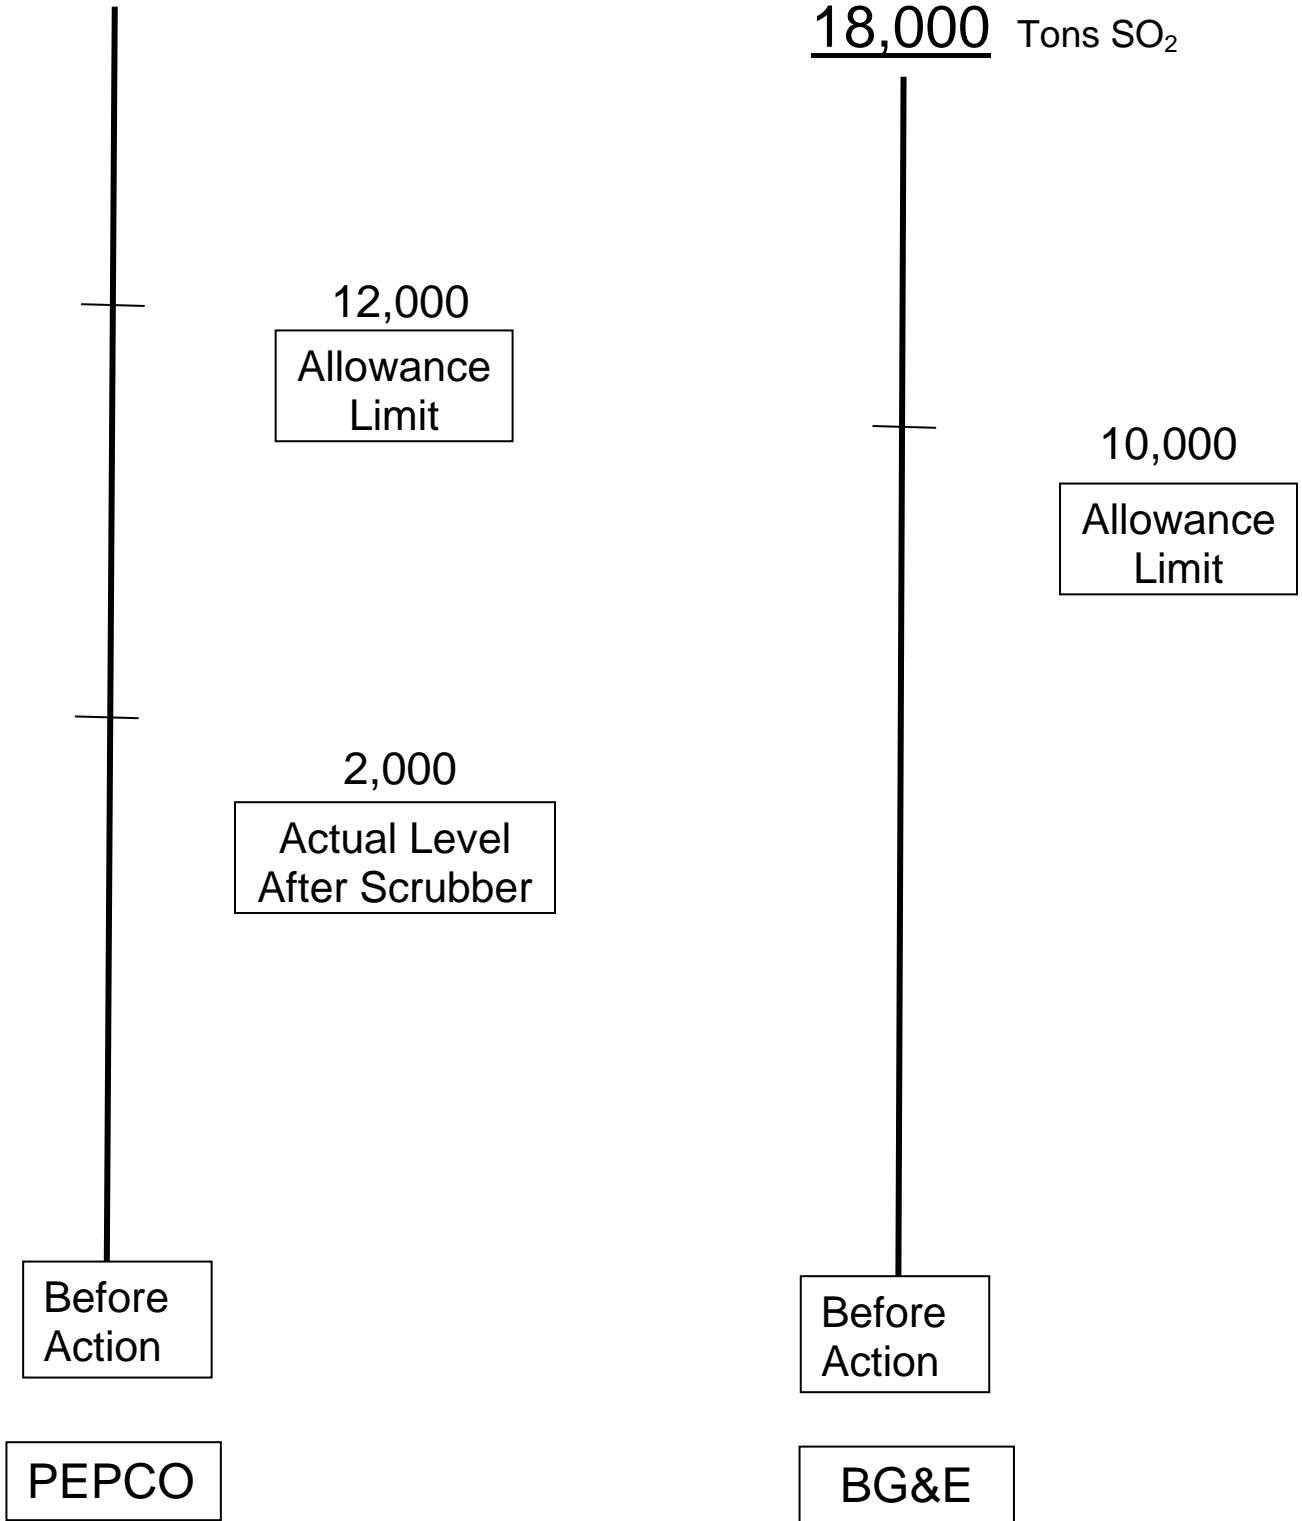 18,000 Tons SO₂
12,000
Allowance
Limit
10,000
Allowance
Limit
2,000
Actual Level
After Scrubber
Before
Action
Before
Action
PEPCO
BG&E